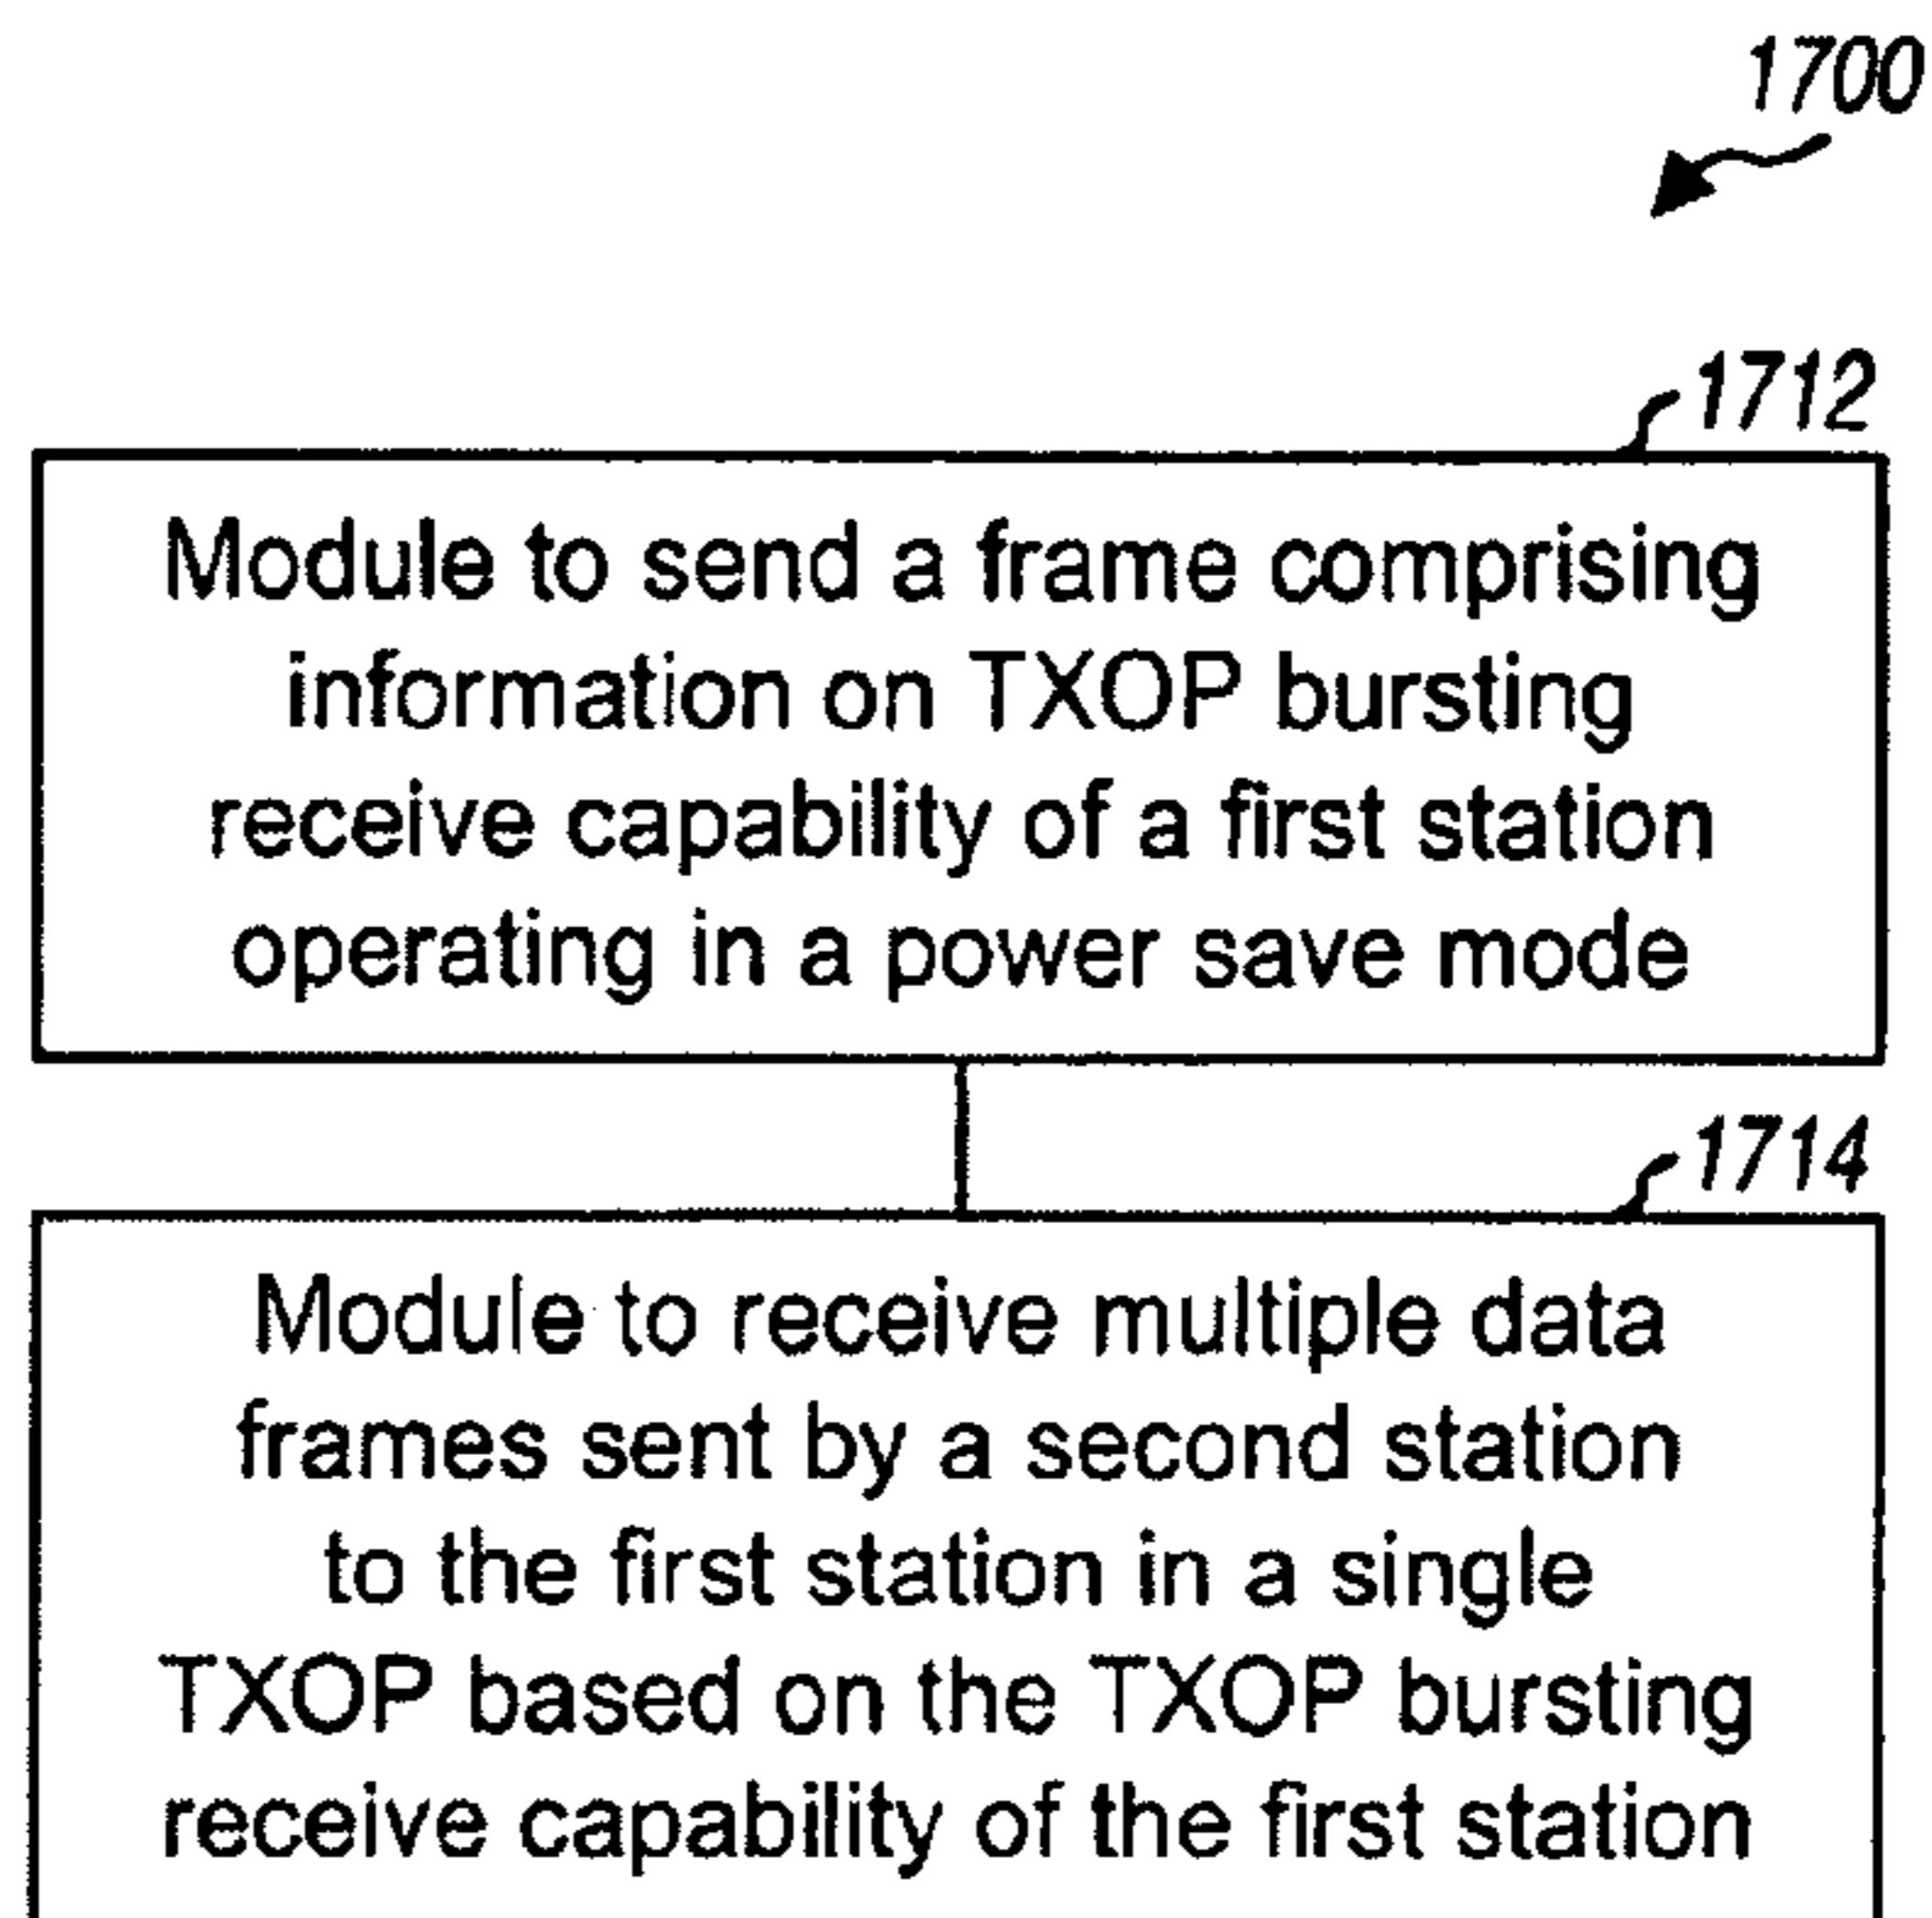 1700
1712
Module to send a frame comprising
information on TXOP bursting
receive capability of a first station
operating in a power save mode
1714
Module to receive multiple data
frames sent by a second station
to the first station in a single
TXOP based on the TXOP bursting
receive capability of the first station